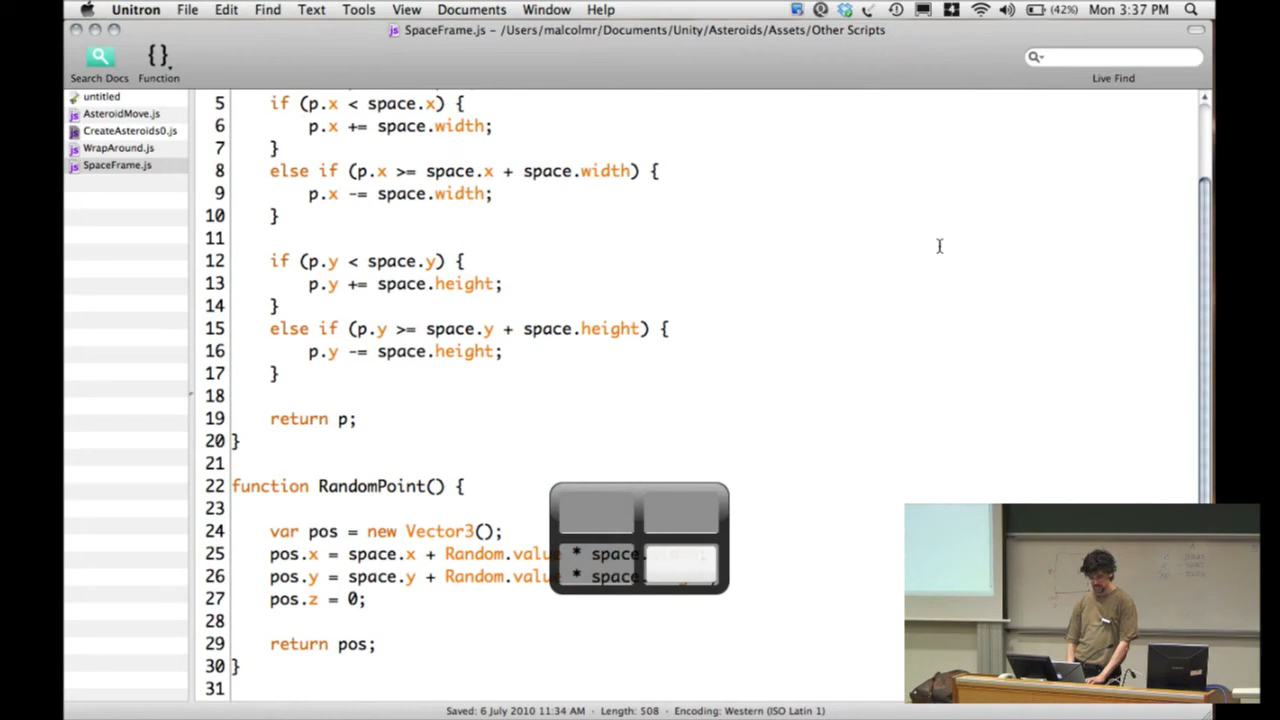 Unitron File Edit Find Text Tools View Documents Window Help (42%) Mon 3:37 PM
SpaceFrame.js – /Users/malcolmr/Documents/Unity/Asteroids/Assets/Other Scripts
{}
Search Docs Function Live Find
untitled
AsteroidMove.js
CreateAsteroids0.js
WrapAround.js
SpaceFrame.js
5 if (p.x < space.x) {
6 p.x += space.width;
7 }
8 else if (p.x >= space.x + space.width) {
9 p.x -= space.width;
10 }
11
12 if (p.y < space.y) {
13 p.y += space.height;
14 }
15 else if (p.y >= space.y + space.height) {
16 p.y -= space.height;
17 }
18
19 return p;
20 }
21
22 function RandomPoint() {
23
24 var pos = new Vector3();
25 pos.x = space.x + Random.value * space.
26 pos.y = space.y + Random.value * space.
27 pos.z = 0;
28
29 return pos;
30 }
31
Saved: 6 July 2010 11:34 AM • Length: 508 • Encoding: Western (ISO Latin 1)